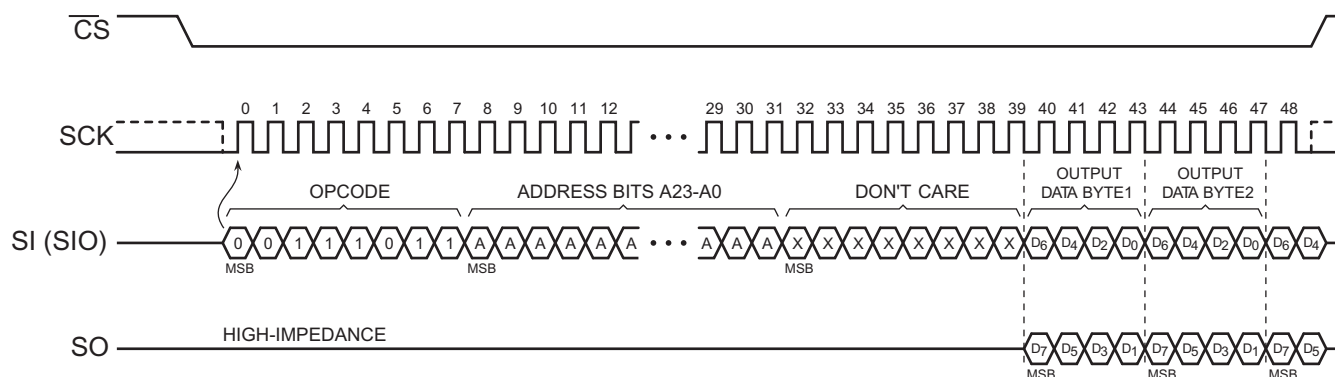 CS
0 1 2 3 4 5 6 7 8 9 10 11 12 29 30 31 32 33 34 35 36 37 38 39 40 41 42 43 44 45 46 47 48
SCK
OPCODE ADDRESS BITS A23-A0 DON'T CARE OUTPUT DATA BYTE1 OUTPUT DATA BYTE2
SI (SIO) 0 0 1 1 1 0 1 1 A A A A A A A A A X X X X X X X X D6 D4 D2 D0 D6 D4 D2 D0 D6 D4
MSB MSB MSB
HIGH-IMPEDANCE
SO D7 D5 D3 D1 D7 D5 D3 D1 D7 D5
MSB MSB MSB